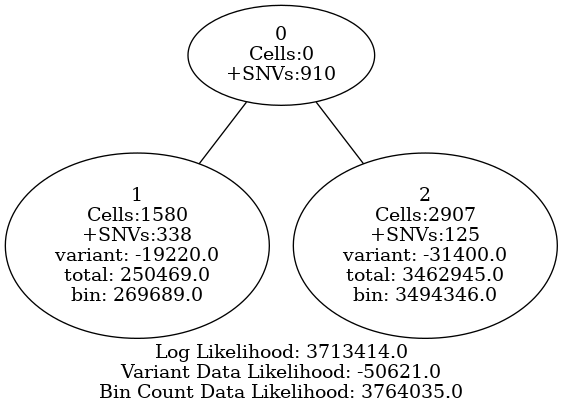 0
Cells:0
+SNVs:910
1
Cells:1580
+SNVs:338
variant: -19220.0
total: 250469.0
bin: 269689.0
2
Cells:2907
+SNVs:125
variant: -31400.0
total: 3462945.0
bin: 3494346.0
Log Likelihood: 3713414.0
Variant Data Likelihood: -50621.0
Bin Count Data Likelihood: 3764035.0